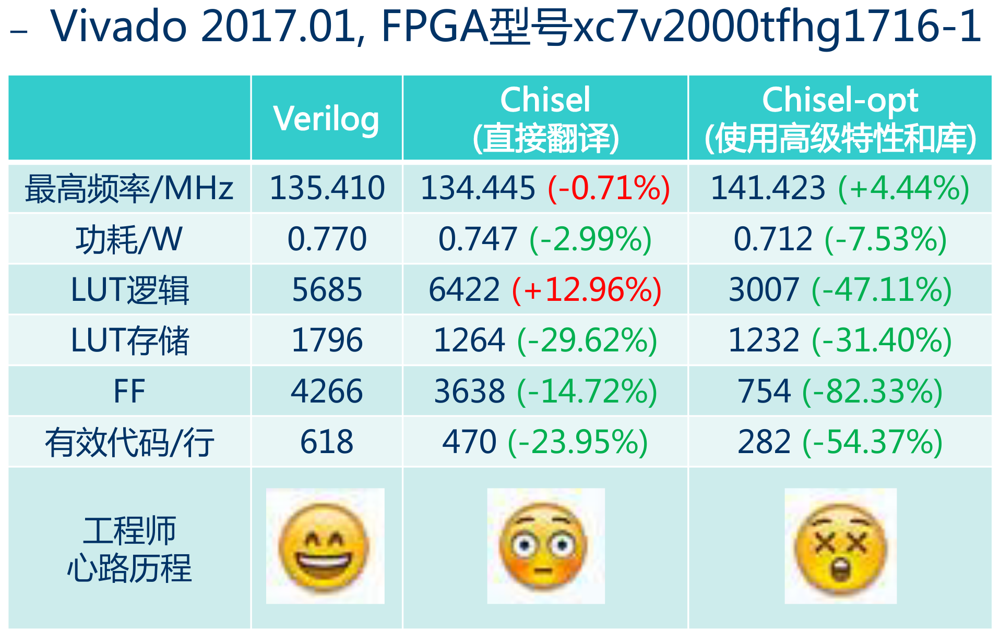 – Vivado 2017.01, FPGA型号xc7v2000tfhg1716-1
Verilog
Chisel
(直接翻译)
Chisel-opt
(使用高级特性和库)
最高频率/MHz 135.410 134.445 (-0.71%) 141.423 (+4.44%)
功耗/W 0.770 0.747 (-2.99%) 0.712 (-7.53%)
LUT逻辑 5685 6422 (+12.96%) 3007 (-47.11%)
LUT存储 1796 1264 (-29.62%) 1232 (-31.40%)
FF 4266 3638 (-14.72%) 754 (-82.33%)
有效代码/行 618 470 (-23.95%) 282 (-54.37%)
工程师
心路历程